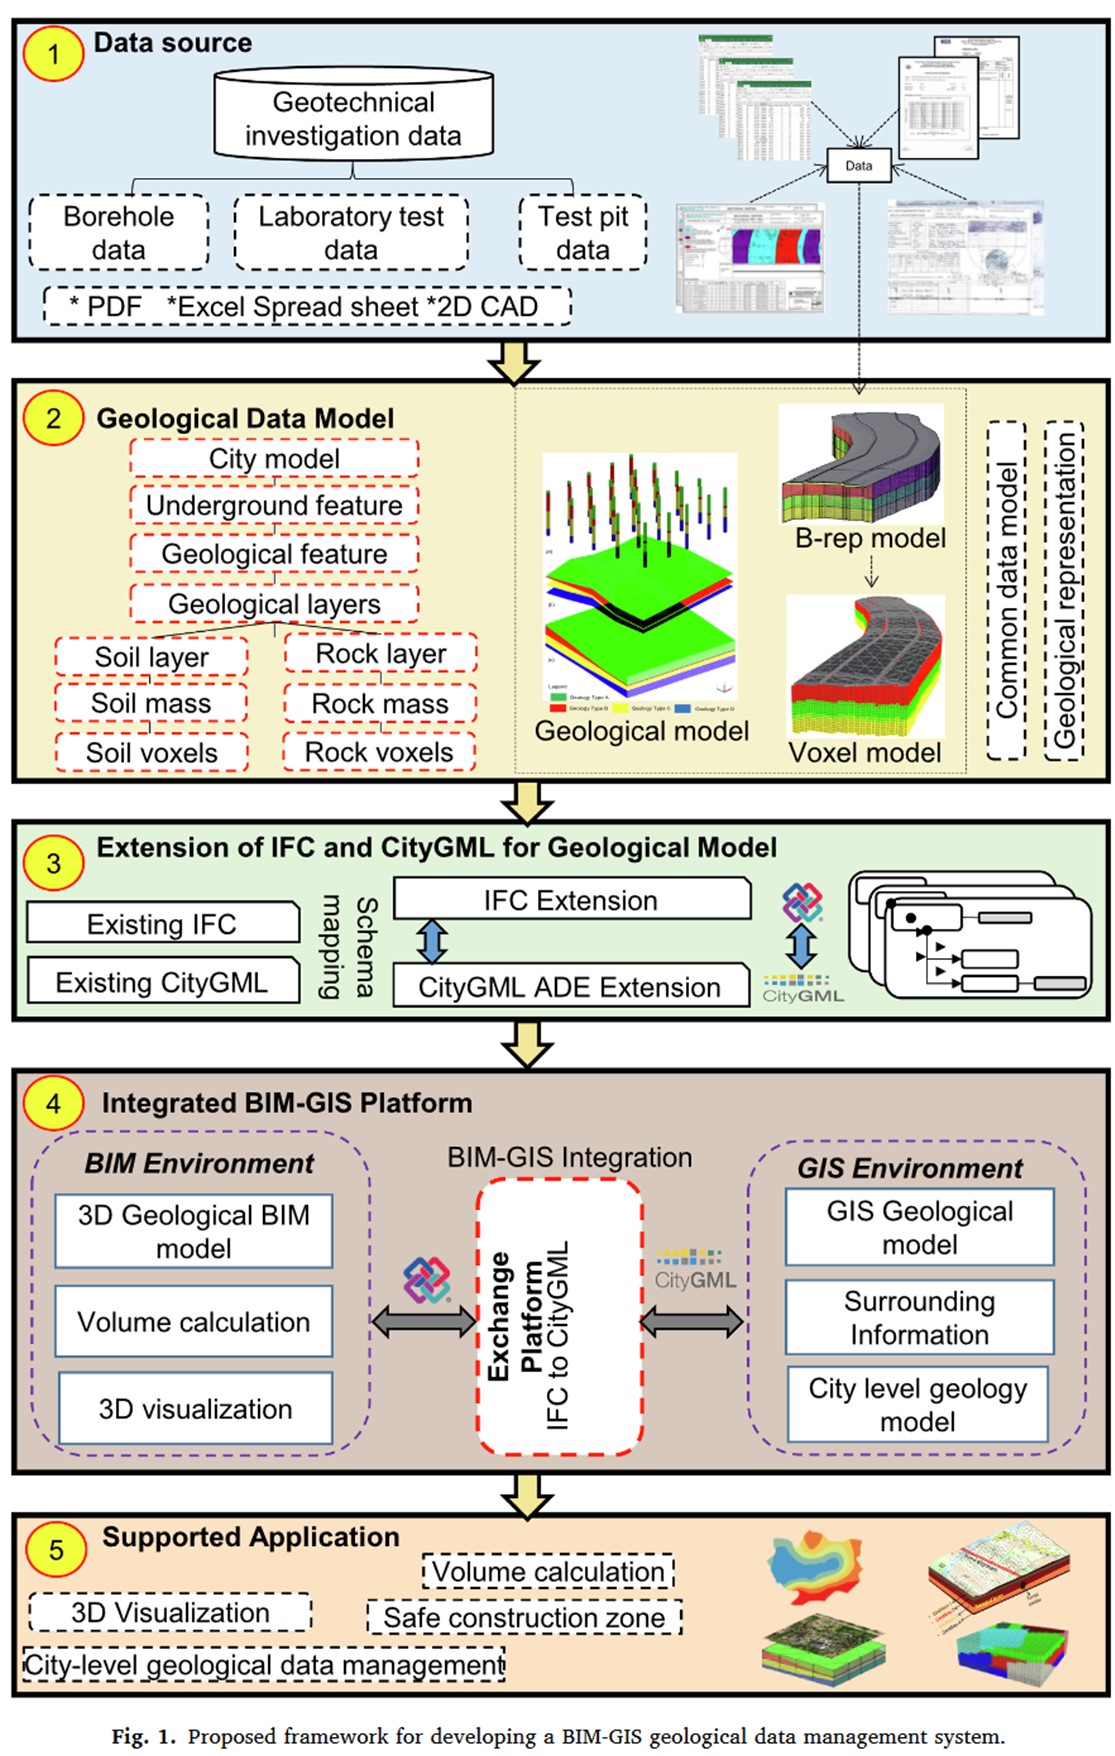 1
Data source
Geotechnical
investigation data
Borehole
data
Laboratory test
data
Test pit
data
* PDF *Excel Spread sheet *2D CAD
Data
2
Geological Data Model
City model
Underground feature
Geological feature
Geological layers
Soil layer
Rock layer
Soil mass
Rock mass
Soil voxels
Rock voxels
Geological model
B-rep model
Voxel model
Common data model
Geological representation
3
Extension of IFC and CityGML for Geological Model
Existing IFC
Existing CityGML
Schema
mapping
IFC Extension
CityGML ADE Extension
CityGML
4
Integrated BIM-GIS Platform
BIM Environment
3D Geological BIM
model
Volume calculation
3D visualization
BIM-GIS Integration
Exchange
Platform
IFC to CityGML
CityGML
GIS Environment
GIS Geological
model
Surrounding
Information
City level geology
model
5
Supported Application
Volume calculation
3D Visualization
Safe construction zone
City-level geological data management
Fig. 1. Proposed framework for developing a BIM-GIS geological data management system.